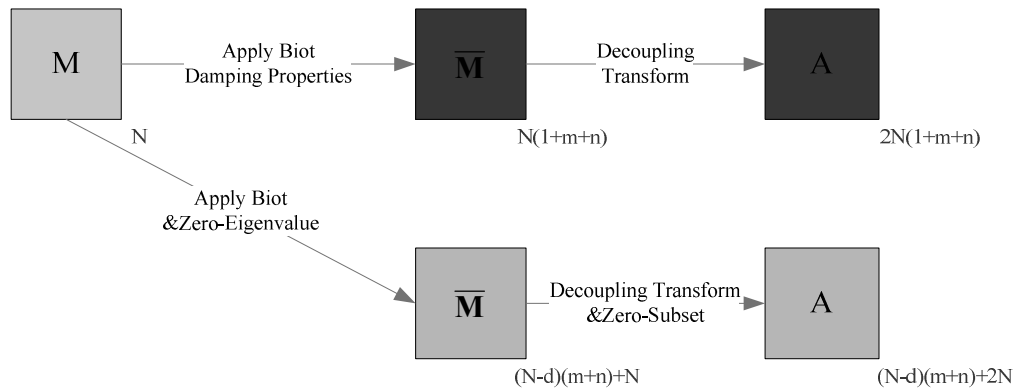 M
Apply Biot
Damping Properties
M̅
Decoupling
Transform
A
N
N(1+m+n)
2N(1+m+n)
Apply Biot
&Zero-Eigenvalue
M̅
Decoupling Transform
&Zero-Subset
A
(N-d)(m+n)+N
(N-d)(m+n)+2N